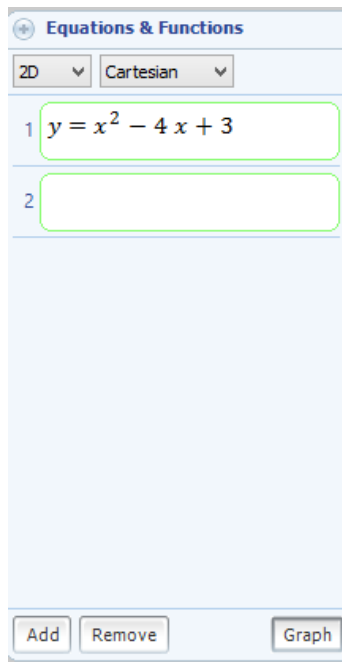 Equations & Functions
2D Cartesian
1 y = x² − 4 x + 3
2
Add Remove Graph